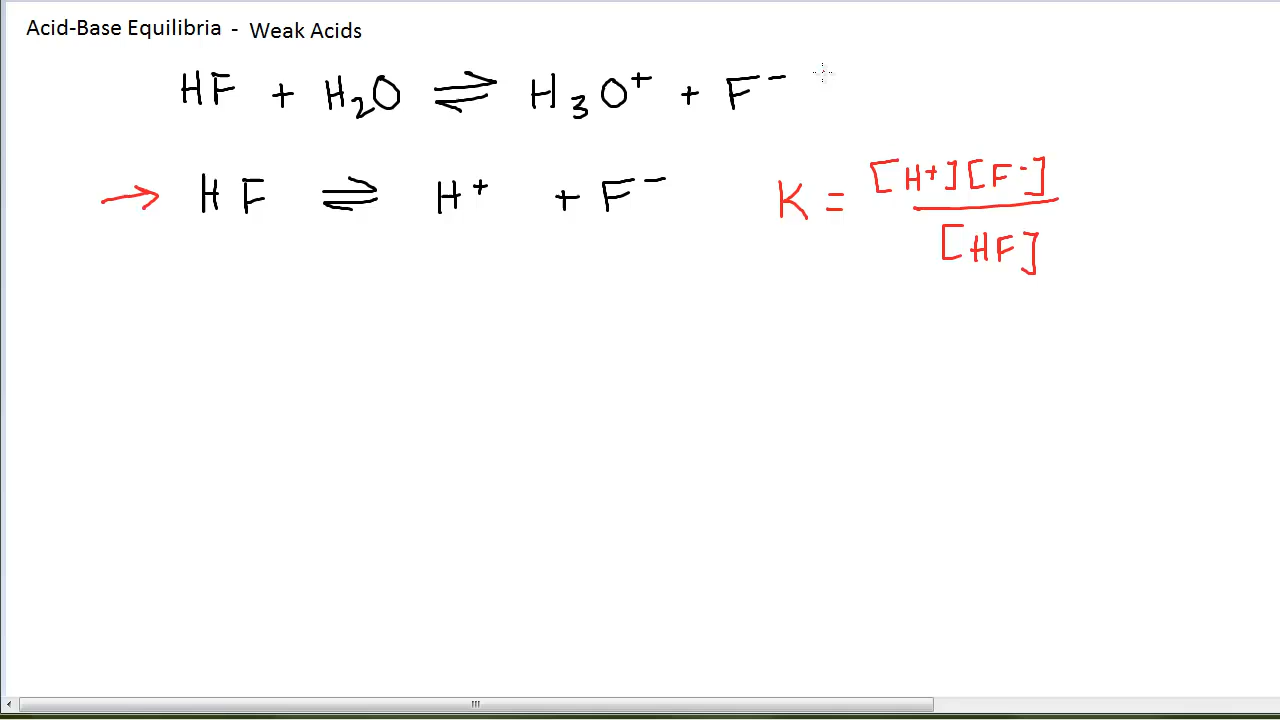 Acid-Base Equilibria - Weak Acids
HF + H₂O ⇌ H₃O⁺ + F⁻
→ HF ⇌ H⁺ + F⁻
K = [H⁺][F⁻]
[HF]